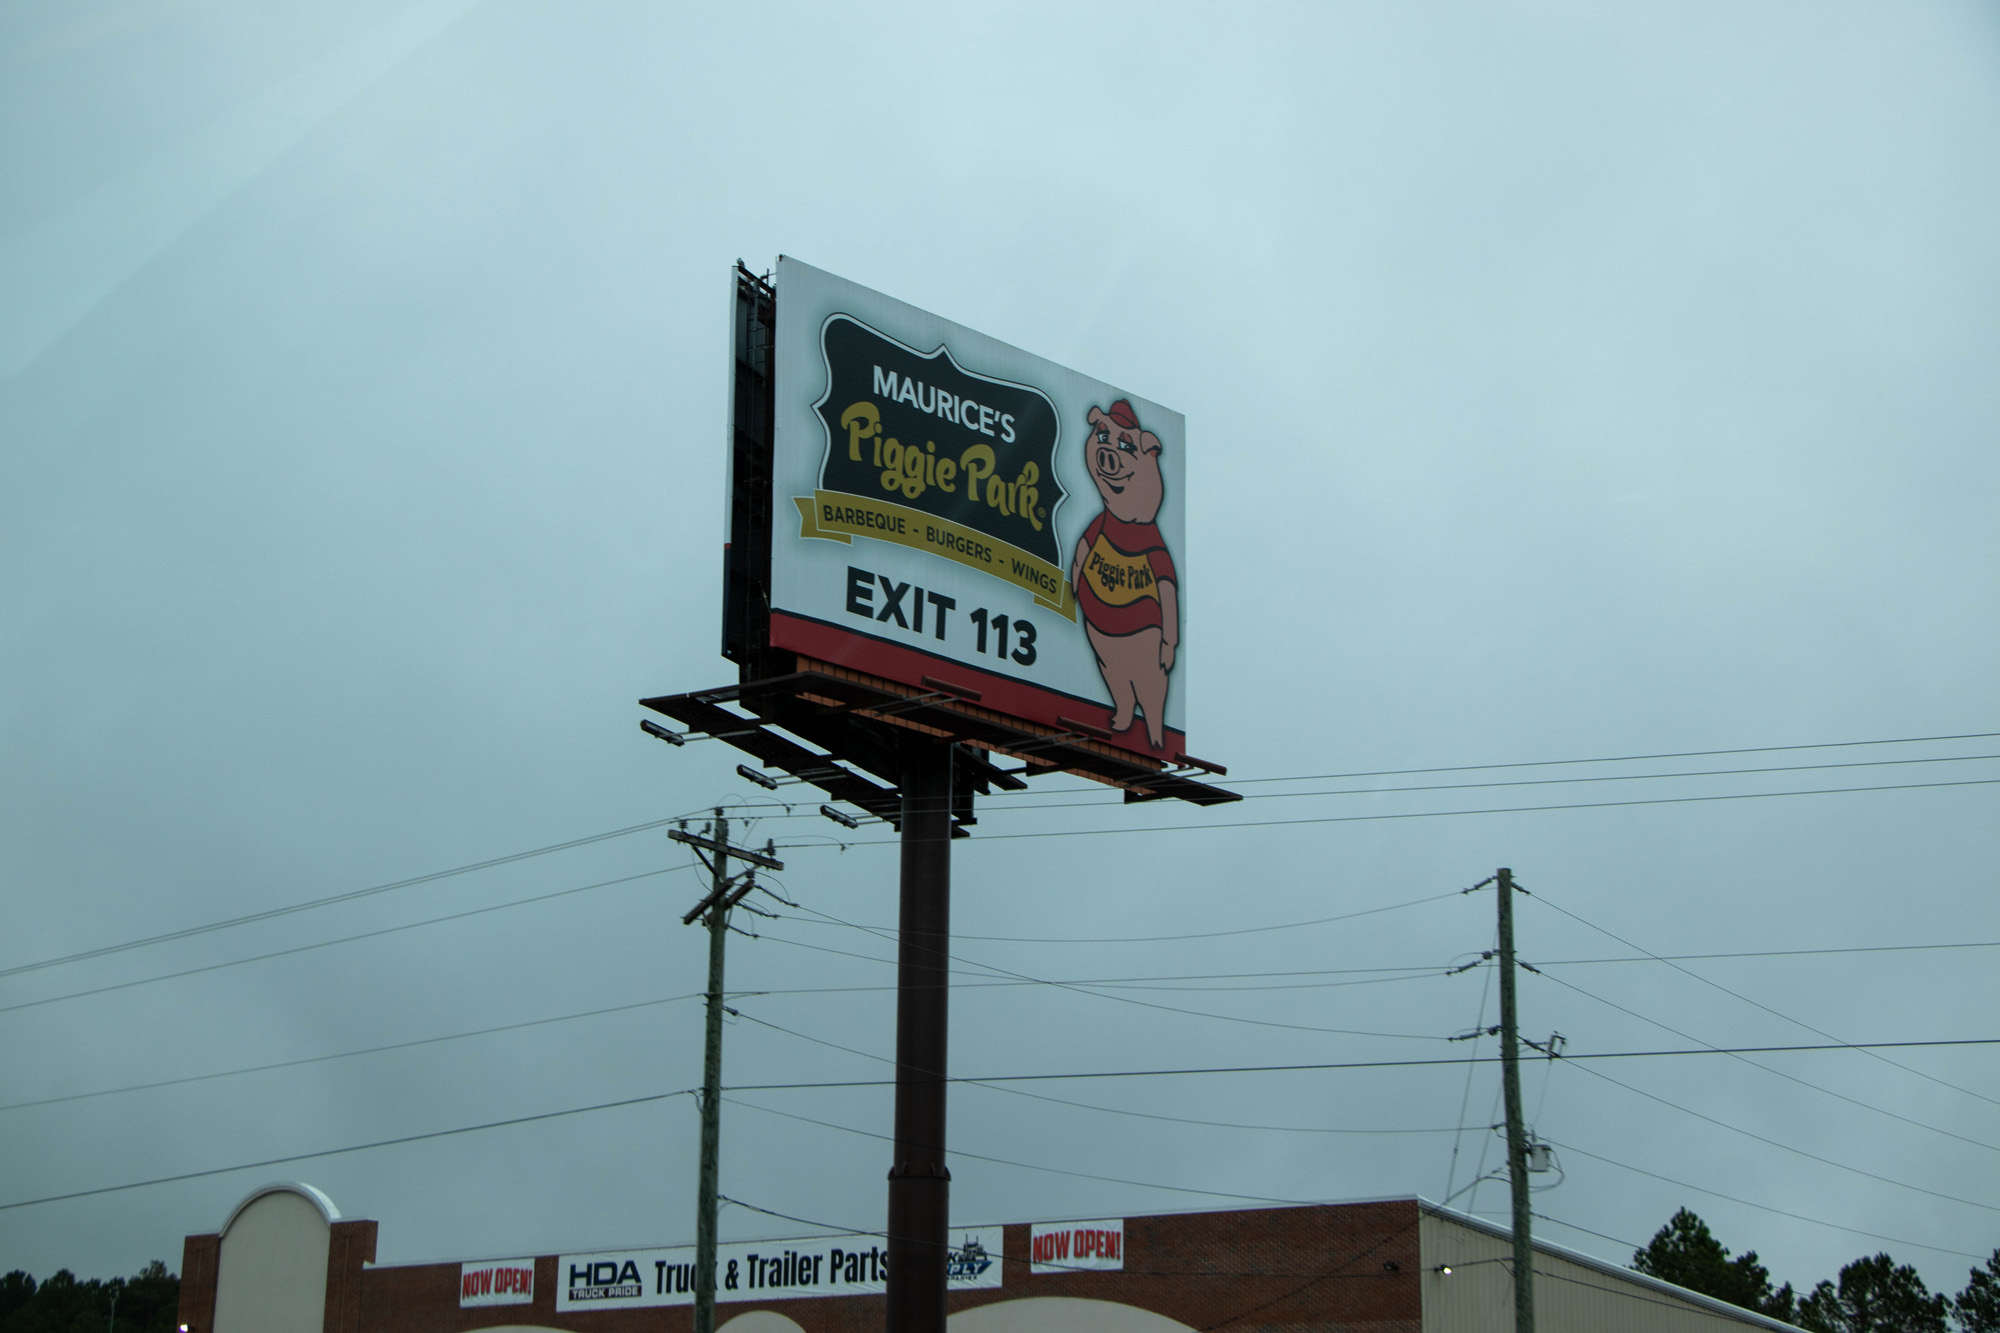 MAURICE'S
Piggie Park®
BARBEQUE - BURGERS - WINGS
EXIT 113
Piggie Park
NOW OPEN!
HDA
TRUCK PRIDE
Truck & Trailer Parts
NOW OPEN!